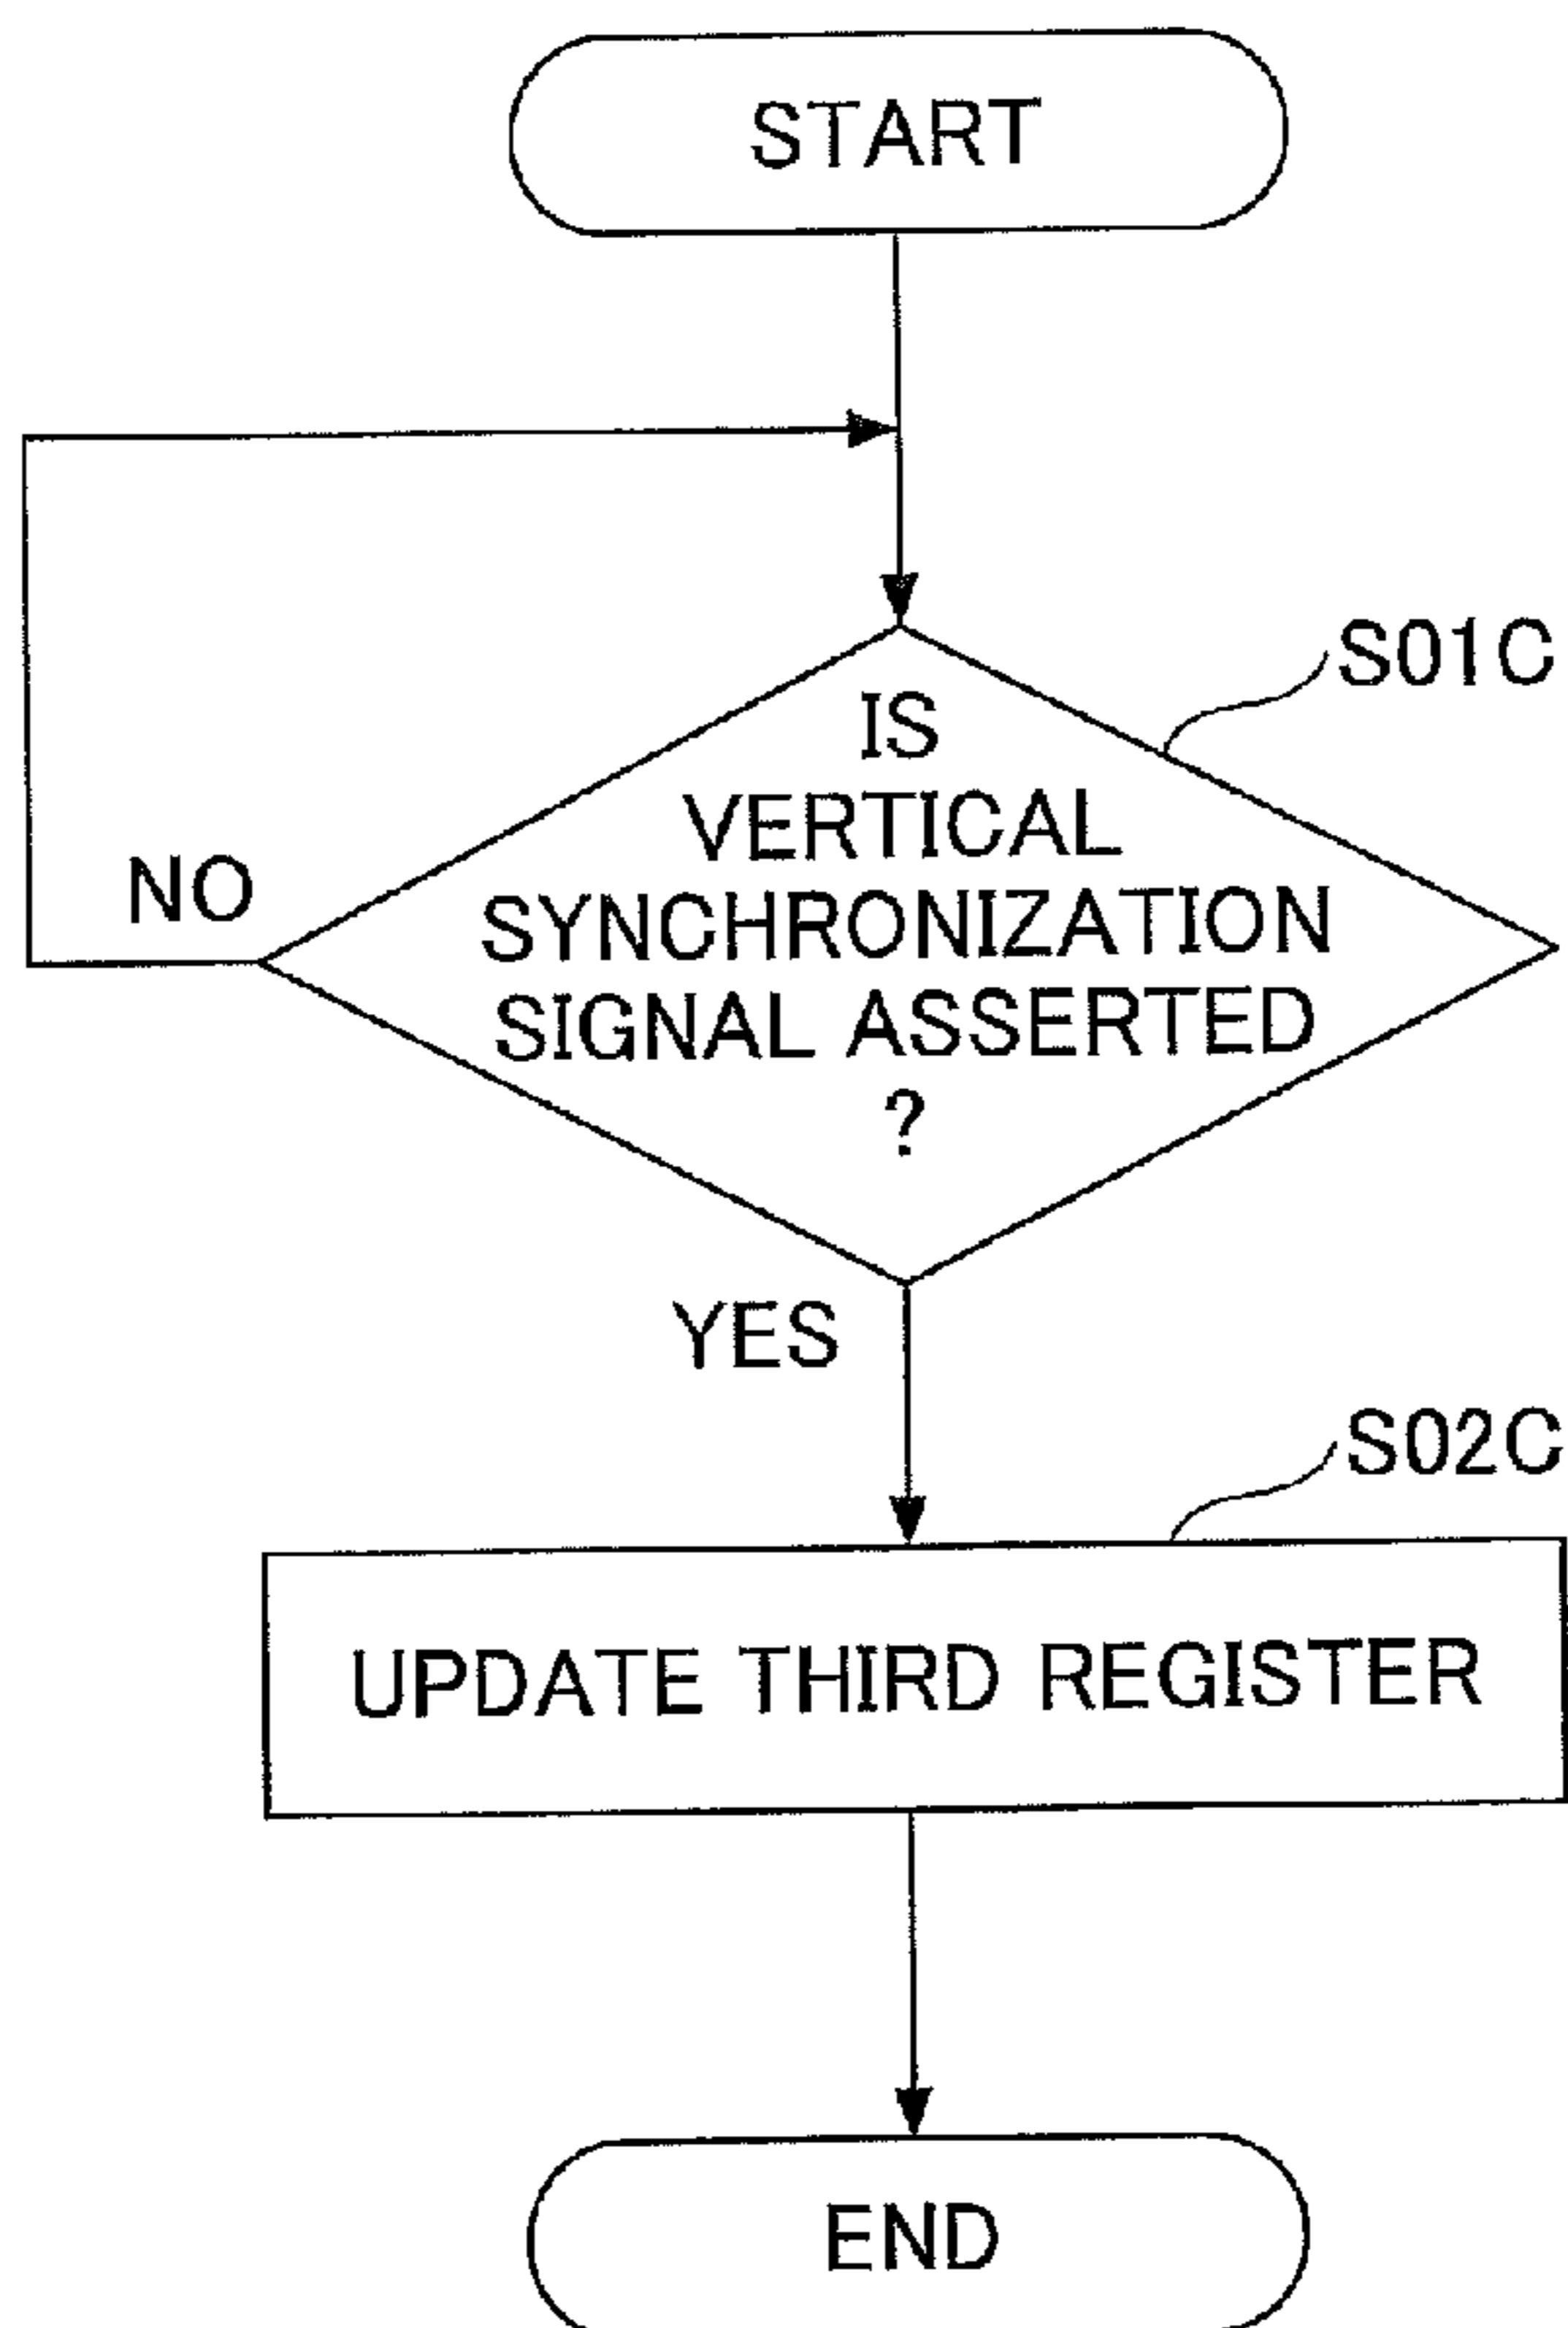 START
S01C
IS
VERTICAL
SYNCHRONIZATION
SIGNAL ASSERTED
?
NO
YES
S02C
UPDATE THIRD REGISTER
END